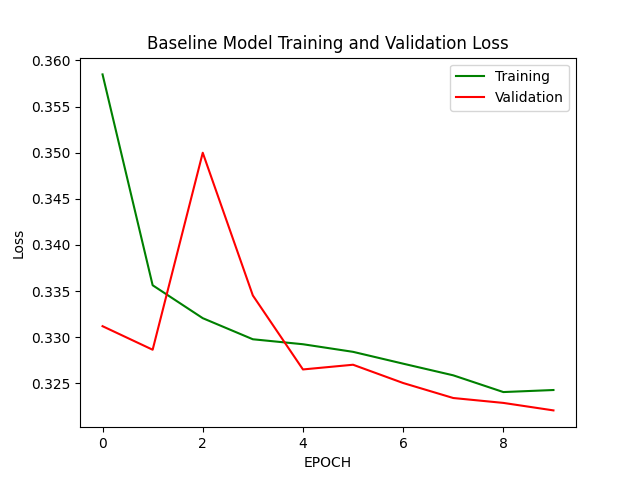 Baseline Model Training and Validation Loss
Training
Validation
0.360
0.355
0.350
0.345
0.340
0.335
0.330
0.325
Loss
0 2 4 6 8
EPOCH